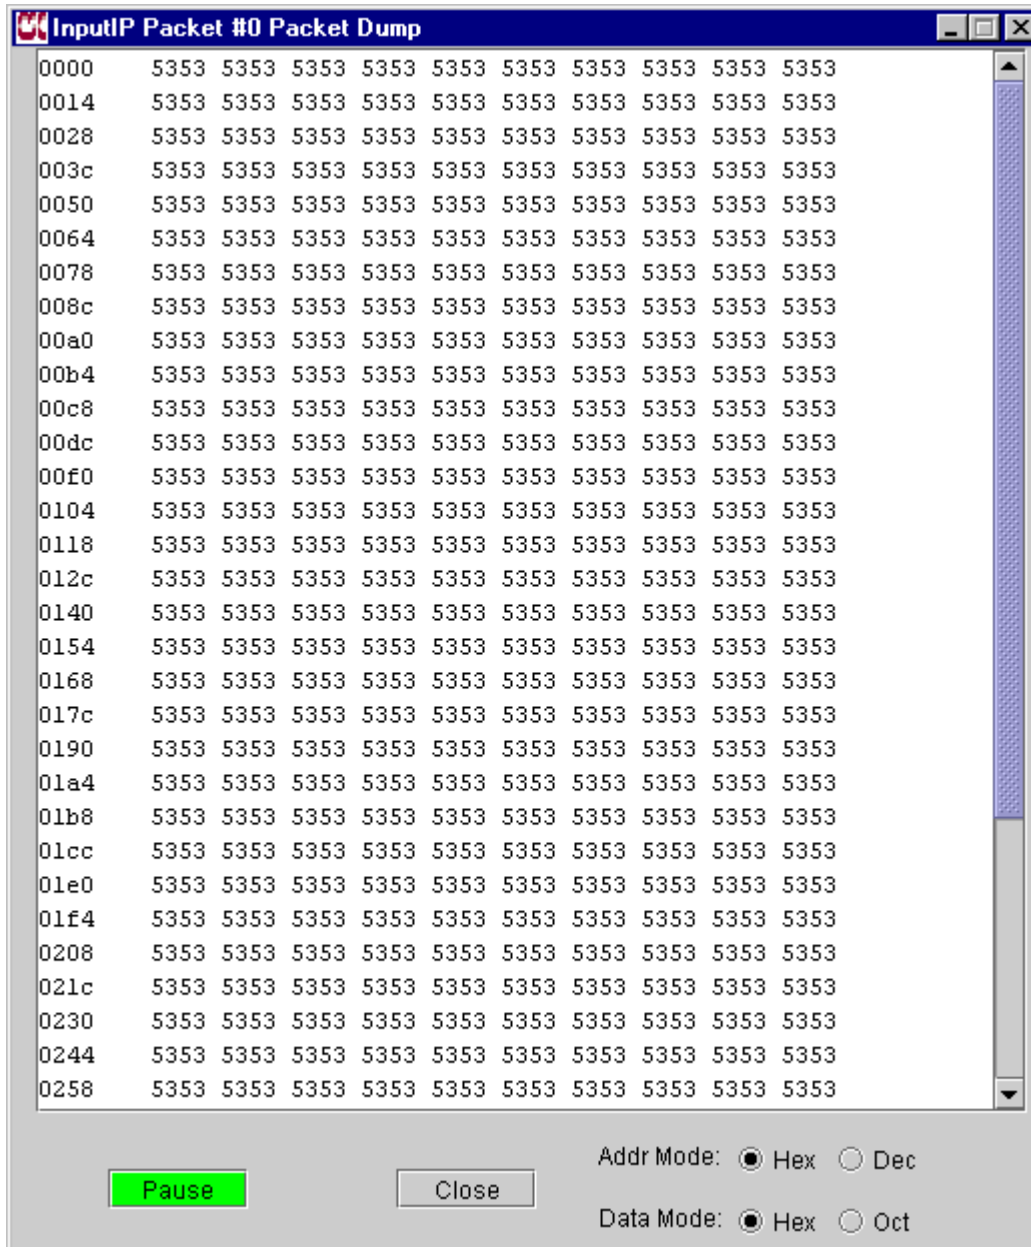 InputIP Packet #0 Packet Dump
0000 5353 5353 5353 5353 5353 5353 5353 5353 5353 5353
0014 5353 5353 5353 5353 5353 5353 5353 5353 5353 5353
0028 5353 5353 5353 5353 5353 5353 5353 5353 5353 5353
003c 5353 5353 5353 5353 5353 5353 5353 5353 5353 5353
0050 5353 5353 5353 5353 5353 5353 5353 5353 5353 5353
0064 5353 5353 5353 5353 5353 5353 5353 5353 5353 5353
0078 5353 5353 5353 5353 5353 5353 5353 5353 5353 5353
008c 5353 5353 5353 5353 5353 5353 5353 5353 5353 5353
00a0 5353 5353 5353 5353 5353 5353 5353 5353 5353 5353
00b4 5353 5353 5353 5353 5353 5353 5353 5353 5353 5353
00c8 5353 5353 5353 5353 5353 5353 5353 5353 5353 5353
00dc 5353 5353 5353 5353 5353 5353 5353 5353 5353 5353
00f0 5353 5353 5353 5353 5353 5353 5353 5353 5353 5353
0104 5353 5353 5353 5353 5353 5353 5353 5353 5353 5353
0118 5353 5353 5353 5353 5353 5353 5353 5353 5353 5353
012c 5353 5353 5353 5353 5353 5353 5353 5353 5353 5353
0140 5353 5353 5353 5353 5353 5353 5353 5353 5353 5353
0154 5353 5353 5353 5353 5353 5353 5353 5353 5353 5353
0168 5353 5353 5353 5353 5353 5353 5353 5353 5353 5353
017c 5353 5353 5353 5353 5353 5353 5353 5353 5353 5353
0190 5353 5353 5353 5353 5353 5353 5353 5353 5353 5353
01a4 5353 5353 5353 5353 5353 5353 5353 5353 5353 5353
01b8 5353 5353 5353 5353 5353 5353 5353 5353 5353 5353
01cc 5353 5353 5353 5353 5353 5353 5353 5353 5353 5353
01e0 5353 5353 5353 5353 5353 5353 5353 5353 5353 5353
01f4 5353 5353 5353 5353 5353 5353 5353 5353 5353 5353
0208 5353 5353 5353 5353 5353 5353 5353 5353 5353 5353
021c 5353 5353 5353 5353 5353 5353 5353 5353 5353 5353
0230 5353 5353 5353 5353 5353 5353 5353 5353 5353 5353
0244 5353 5353 5353 5353 5353 5353 5353 5353 5353 5353
0258 5353 5353 5353 5353 5353 5353 5353 5353 5353 5353
Addr Mode: Hex Dec
Pause Close
Data Mode: Hex Oct